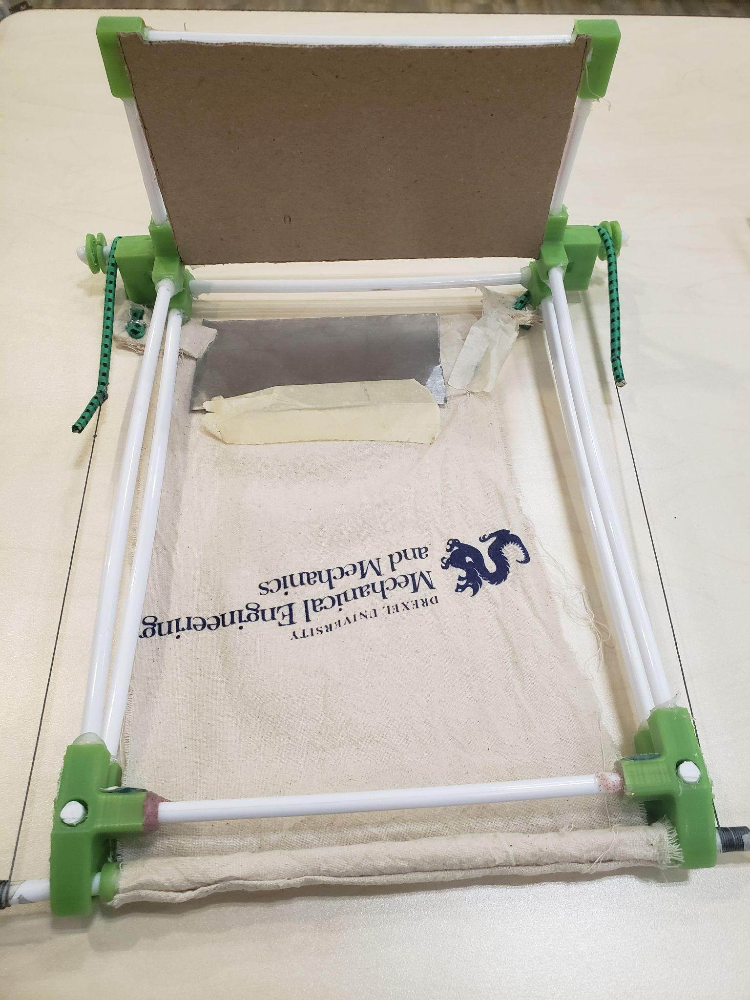 DREXEL UNIVERSITY
Mechanical Engineering
and Mechanics